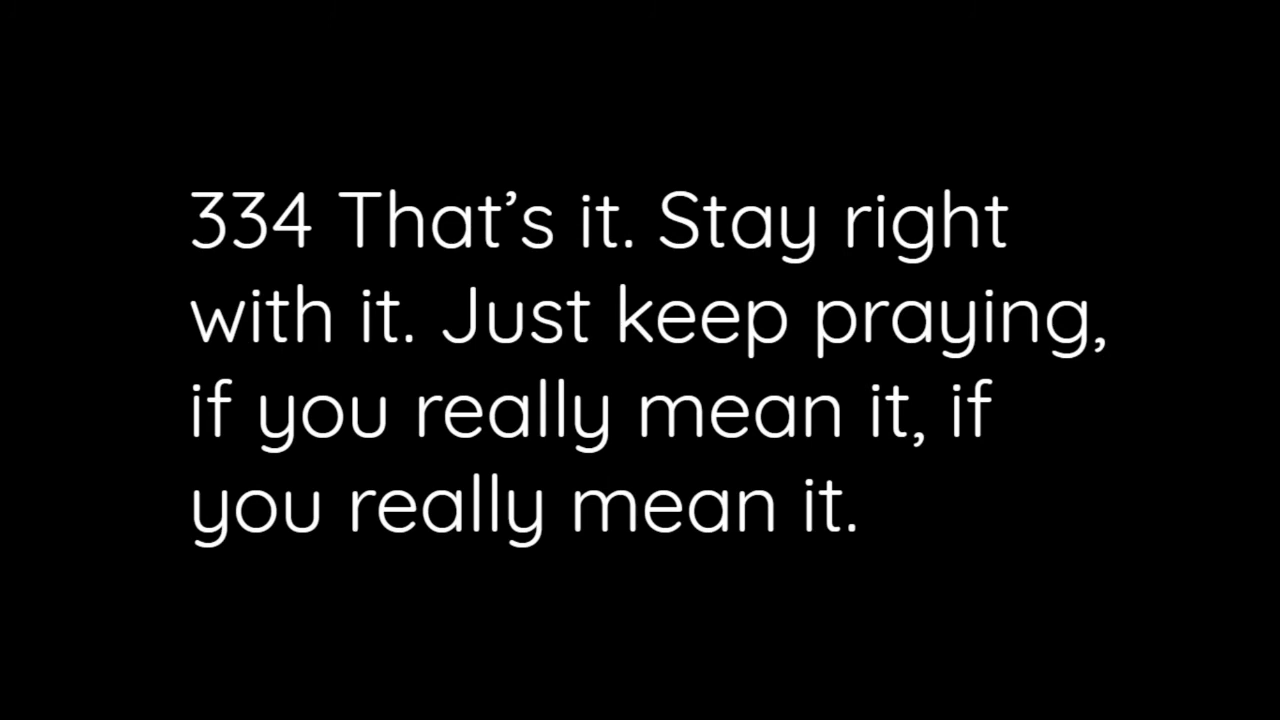 334 That’s it. Stay right
with it. Just keep praying,
if you really mean it, if
you really mean it.